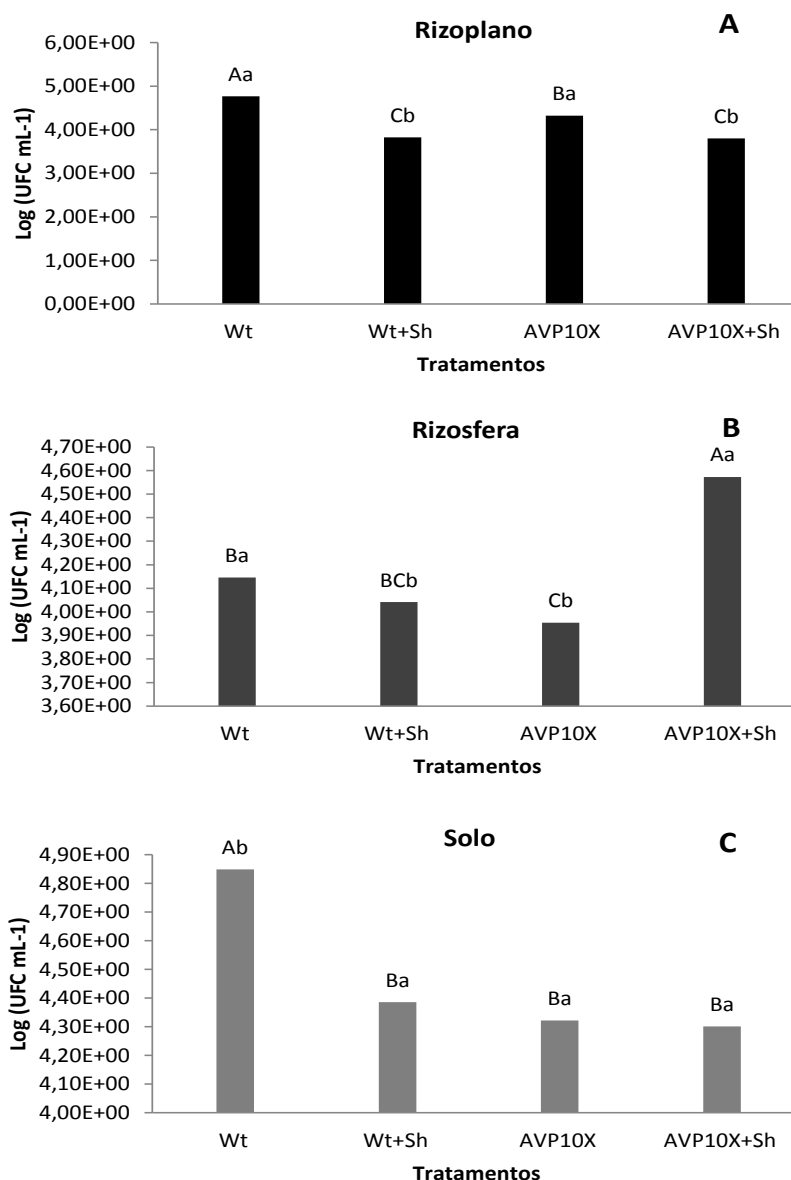 Rizoplano
A
Log (UFC mL-1)
6,00E+00
5,00E+00
4,00E+00
3,00E+00
2,00E+00
1,00E+00
0,00E+00
Aa
Cb
Ba
Cb
Wt
Wt+Sh
AVP10X
AVP10X+Sh
Tratamentos
Rizosfera
B
Log (UFC mL-1)
4,70E+00
4,60E+00
4,50E+00
4,40E+00
4,30E+00
4,20E+00
4,10E+00
4,00E+00
3,90E+00
3,80E+00
3,70E+00
3,60E+00
Ba
BCb
Cb
Aa
Wt
Wt+Sh
AVP10X
AVP10X+Sh
Tratamentos
Solo
C
Log (UFC mL-1)
4,90E+00
4,80E+00
4,70E+00
4,60E+00
4,50E+00
4,40E+00
4,30E+00
4,20E+00
4,10E+00
4,00E+00
Ab
Ba
Ba
Ba
Wt
Wt+Sh
AVP10X
AVP10X+Sh
Tratamentos